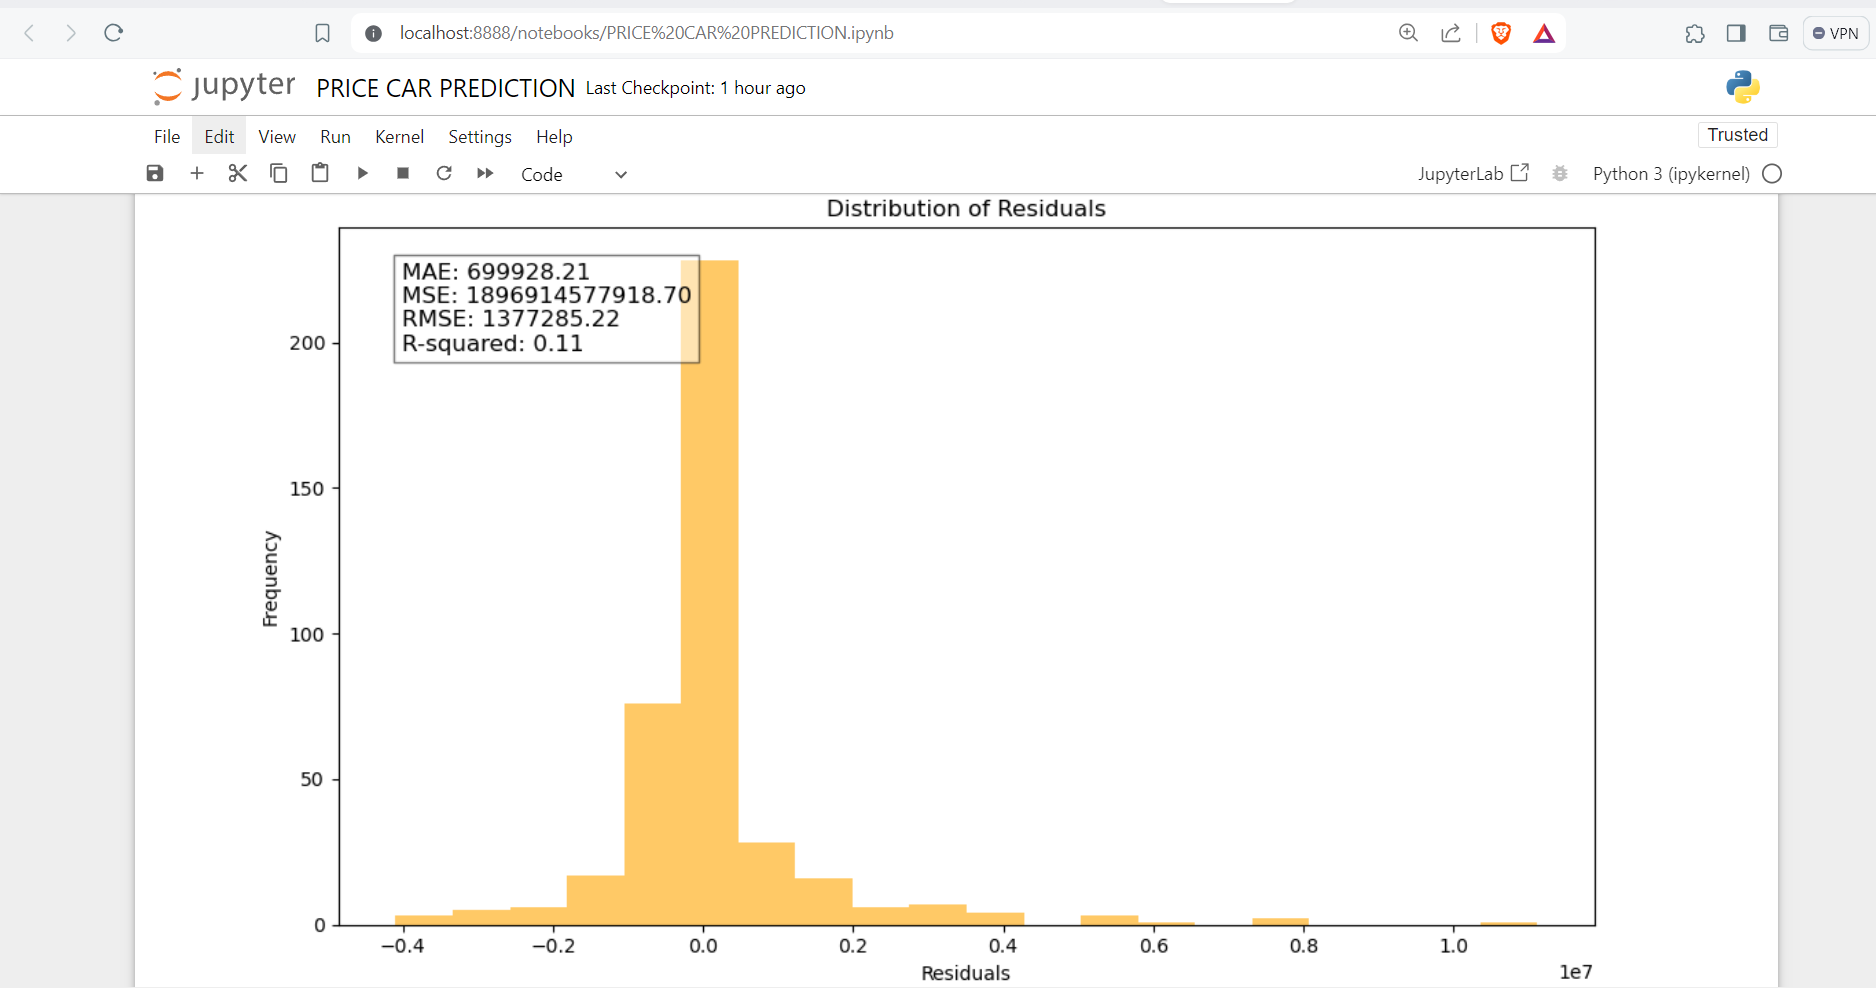 localhost:8888/notebooks/PRICE%20CAR%20PREDICTION.ipynb
VPN
jupyter PRICE CAR PREDICTION Last Checkpoint: 1 hour ago
File Edit View Run Kernel Settings Help
Trusted
Code
JupyterLab
Python 3 (ipykernel)
Distribution of Residuals
MAE: 699928.21
MSE: 1896914577918.70
RMSE: 1377285.22
R-squared: 0.11
200
150
100
50
0
Frequency
−0.4 −0.2 0.0 0.2 0.4 0.6 0.8 1.0
Residuals
1e7